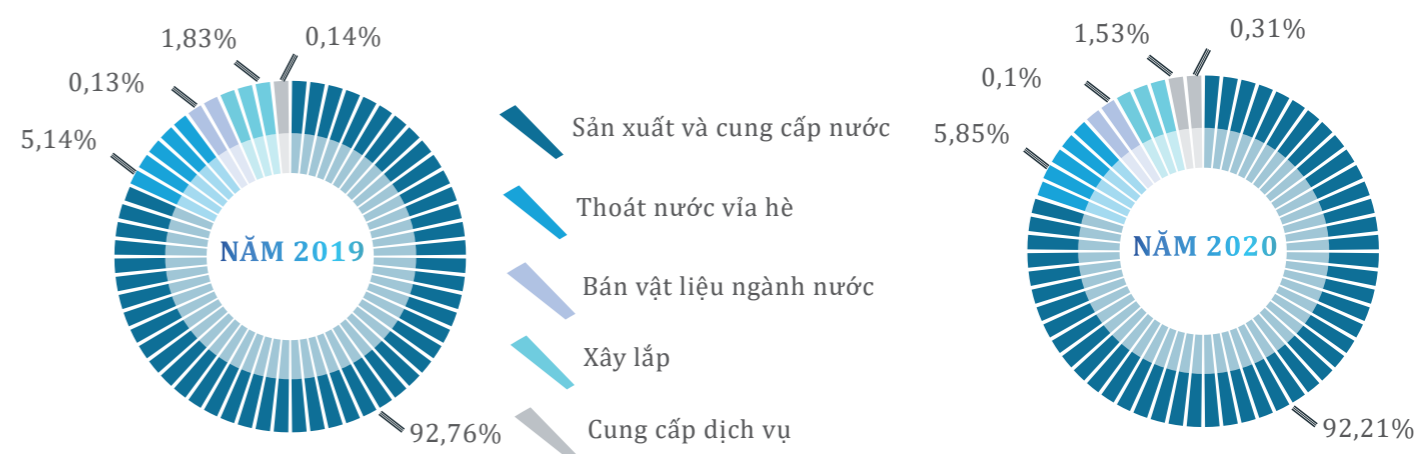 1,83%
0,14%
0,13%
5,14%
NĂM 2019
92,76%
Sản xuất và cung cấp nước
Thoát nước vỉa hè
Bán vật liệu ngành nước
Xây lắp
Cung cấp dịch vụ
1,53%
0,31%
0,1%
5,85%
NĂM 2020
92,21%